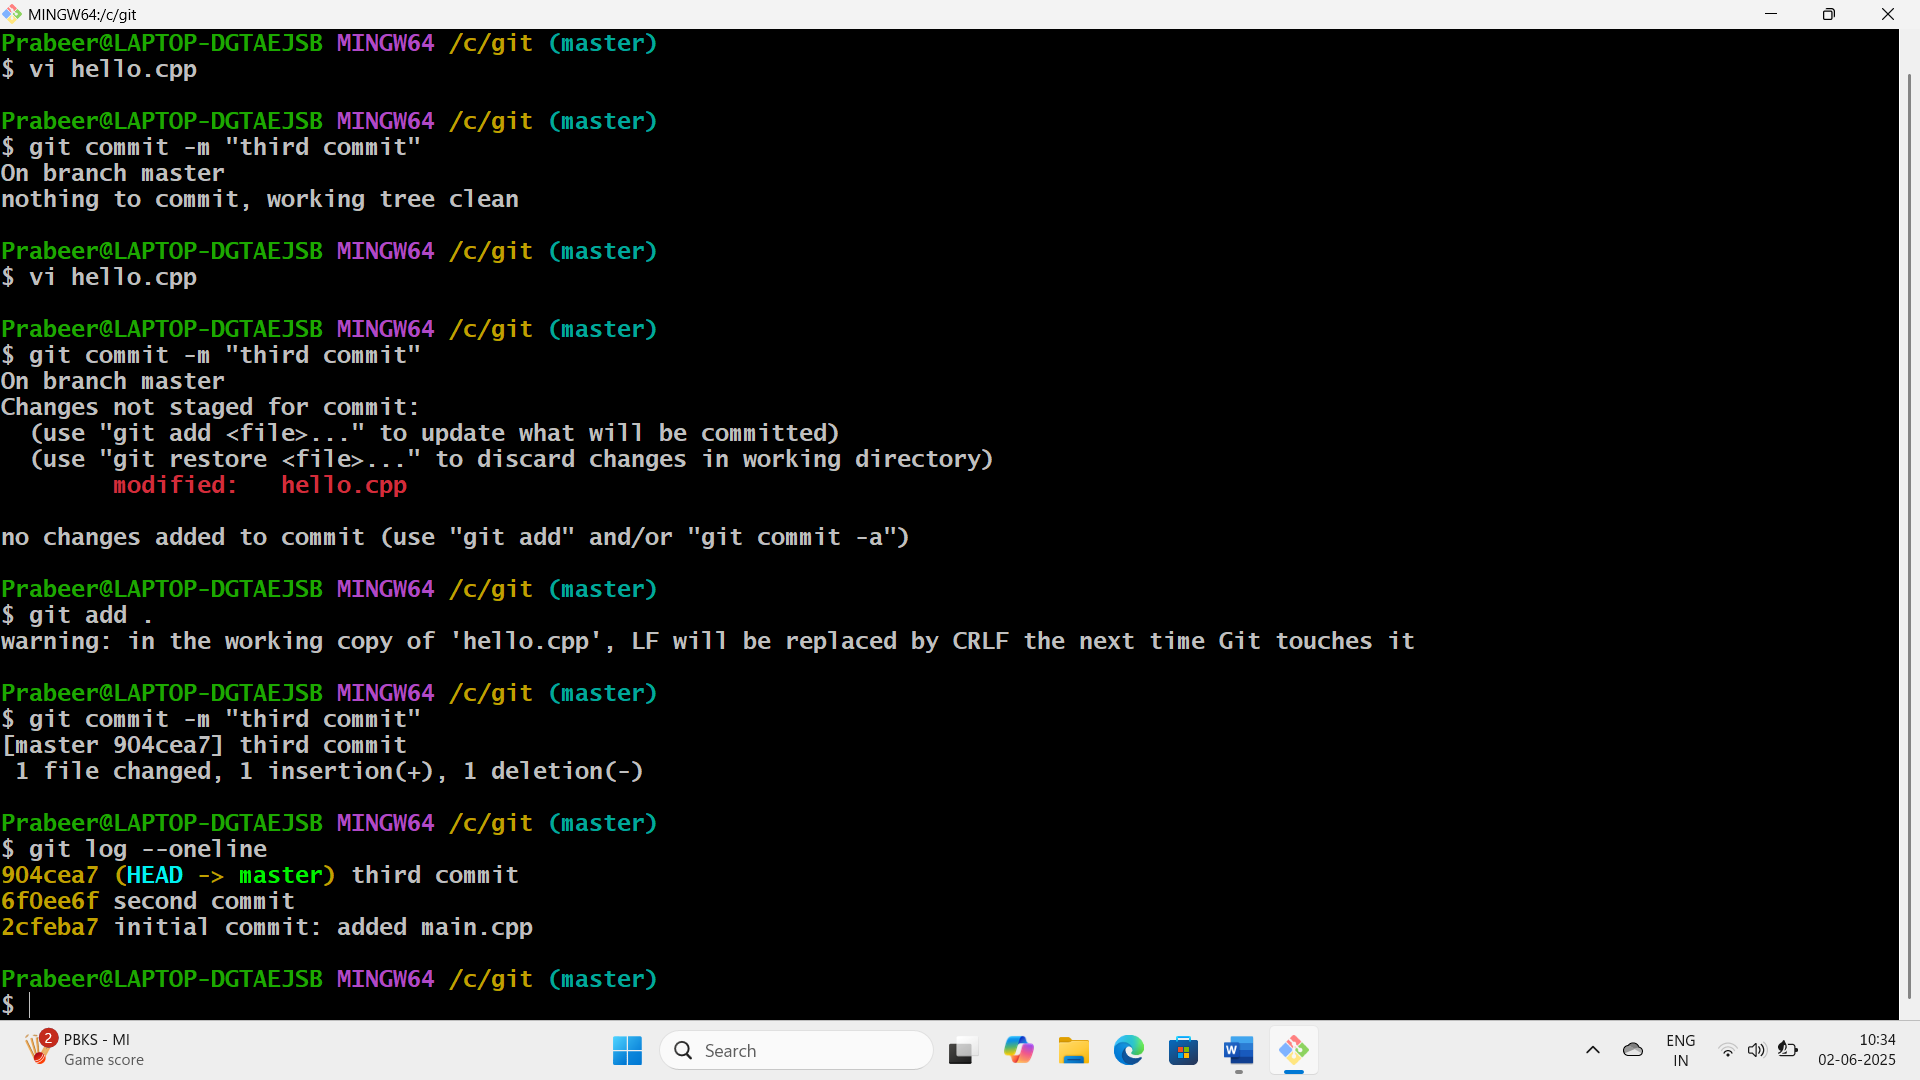 MINGW64:/c/git
Prabeer@LAPTOP-DGTAEJSB MINGW64 /c/git (master)
$ vi hello.cpp
Prabeer@LAPTOP-DGTAEJSB MINGW64 /c/git (master)
$ git commit -m "third commit"
On branch master
nothing to commit, working tree clean
Prabeer@LAPTOP-DGTAEJSB MINGW64 /c/git (master)
$ vi hello.cpp
Prabeer@LAPTOP-DGTAEJSB MINGW64 /c/git (master)
$ git commit -m "third commit"
On branch master
Changes not staged for commit:
  (use "git add <file>..." to update what will be committed)
  (use "git restore <file>..." to discard changes in working directory)
        modified:   hello.cpp
no changes added to commit (use "git add" and/or "git commit -a")
Prabeer@LAPTOP-DGTAEJSB MINGW64 /c/git (master)
$ git add .
warning: in the working copy of 'hello.cpp', LF will be replaced by CRLF the next time Git touches it
Prabeer@LAPTOP-DGTAEJSB MINGW64 /c/git (master)
$ git commit -m "third commit"
[master 904cea7] third commit
 1 file changed, 1 insertion(+), 1 deletion(-)
Prabeer@LAPTOP-DGTAEJSB MINGW64 /c/git (master)
$ git log --oneline
904cea7 (HEAD -> master) third commit
6f0ee6f second commit
2cfeba7 initial commit: added main.cpp
Prabeer@LAPTOP-DGTAEJSB MINGW64 /c/git (master)
$
2
PBKS - MI
Game score
Search
W
ENG
IN
10:34
02-06-2025